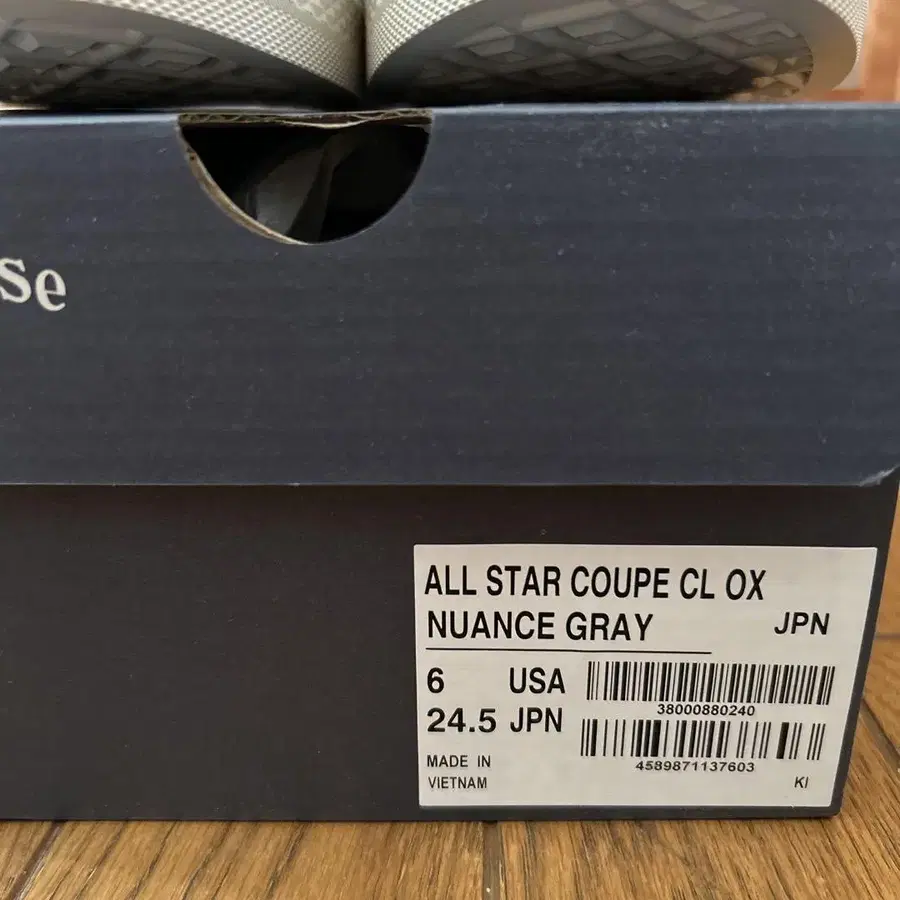 se
ALL STAR COUPE CL OX
NUANCE GRAY JPN
6 USA
38000880240
24.5 JPN
4589871137603
MADE IN
VIETNAM KI